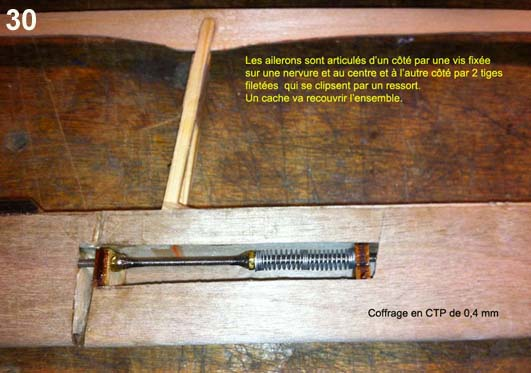 30
Les ailerons sont articulés d’un côté par une vis fixée
sur une nervure et au centre et à l’autre côté par 2 tiges
filetées  qui se clipsent par un ressort.
Un cache va recouvrir l’ensemble.
Coffrage en CTP de 0,4 mm